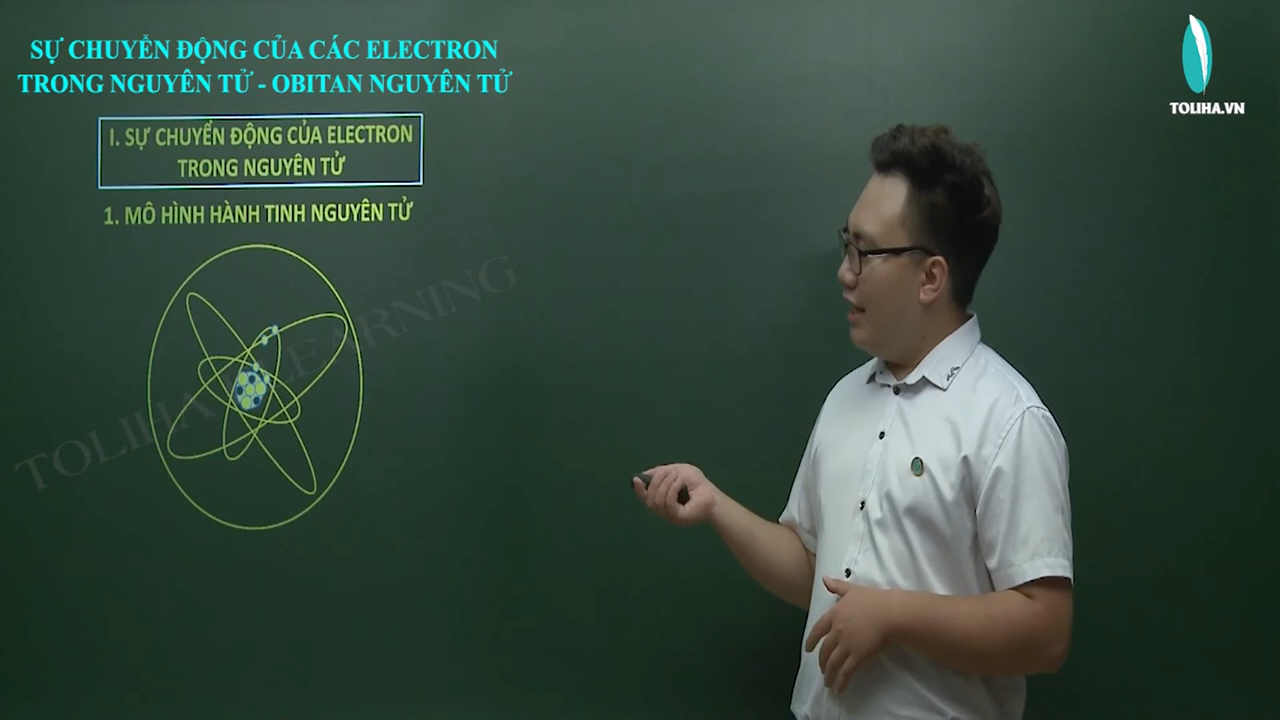 SỰ CHUYỂN ĐỘNG CỦA CÁC ELECTRON
TRONG NGUYÊN TỬ - OBITAN NGUYÊN TỬ
TOLIHA.VN
I. SỰ CHUYỂN ĐỘNG CỦA ELECTRON
TRONG NGUYÊN TỬ
1. MÔ HÌNH HÀNH TINH NGUYÊN TỬ
TOLIHA ELEARNING